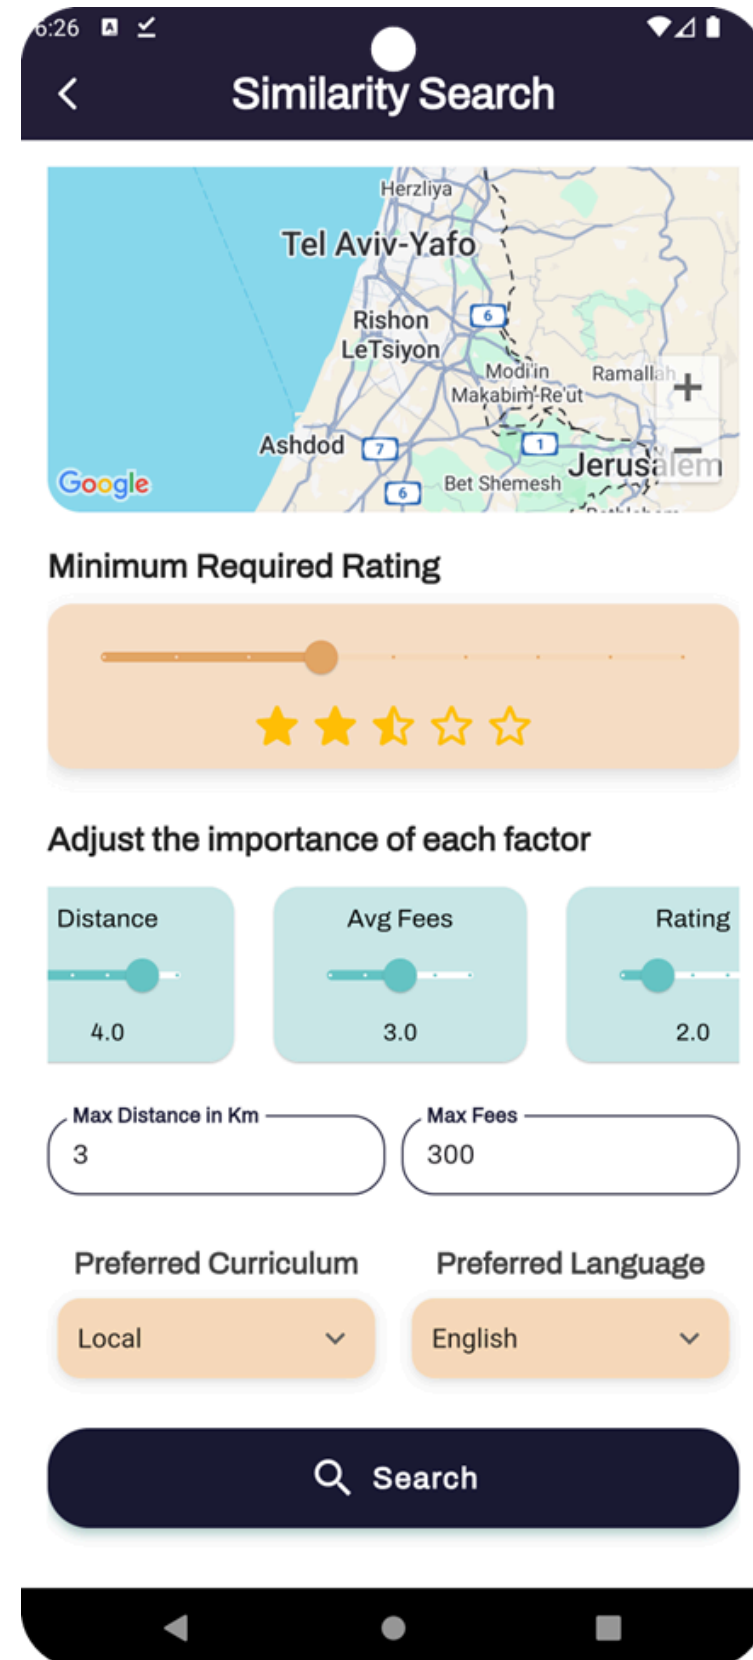 6:26
Similarity Search
Herzliya
Tel Aviv-Yafo
6
Rishon
LeTsiyon
Modi'in
Makabim-Re'ut
Ramallah
+
Ashdod
7
1
−
Jerusalem
Google
6
Bet Shemesh
Minimum Required Rating
Adjust the importance of each factor
Distance
Avg Fees
Rating
4.0
3.0
2.0
Max Distance in Km
Max Fees
3
300
Preferred Curriculum
Preferred Language
Local
English
Search